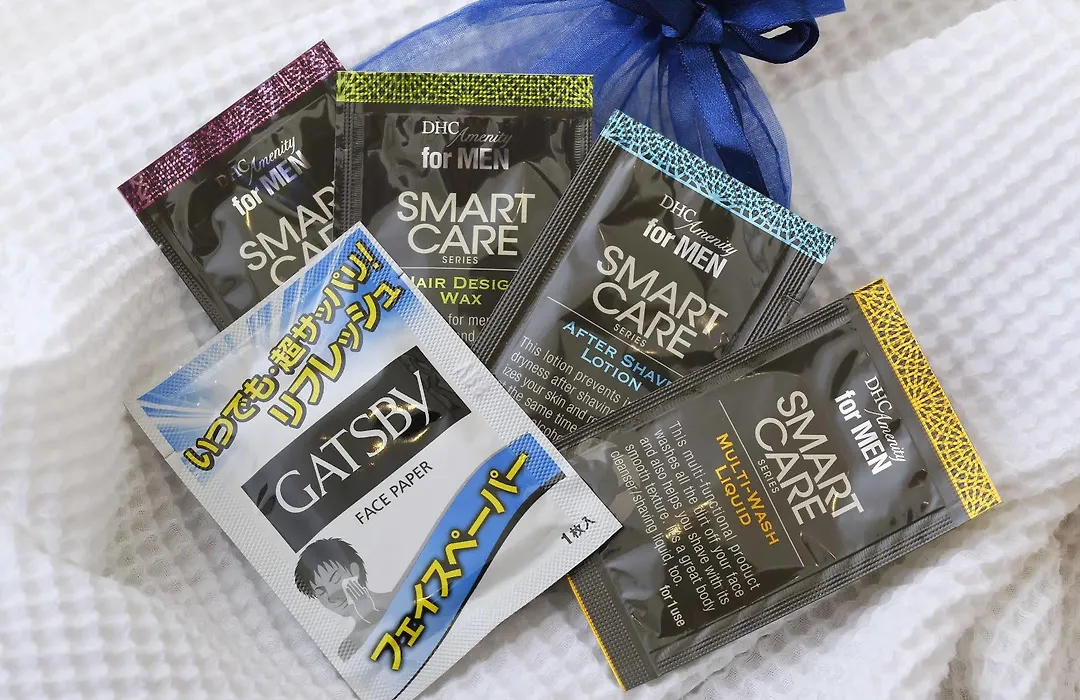 DHC Amenity
for MEN
SMART
CARE
DHC Amenity
for MEN
SMART
CARE
SERIES
HAIR DESIGN
WAX
for men
DHC Amenity
for MEN
SMART
CARE
SERIES
AFTER SHAVE
LOTION
This lotion prevents
dryness after shaving
your skin and
the same time
DHC Amenity
for MEN
SMART
CARE
SERIES
MULTI-WASH
LIQUID
This multi-functional product
washes all the dirt off your face
and also helps you shave with its
smooth texture. It's a great body
cleanser/shaving liquid, too.
for 1 use
いつでも・超サッパリ!
リフレッシュ
GATSBY
FACE PAPER
フェイスペーパー
1枚入